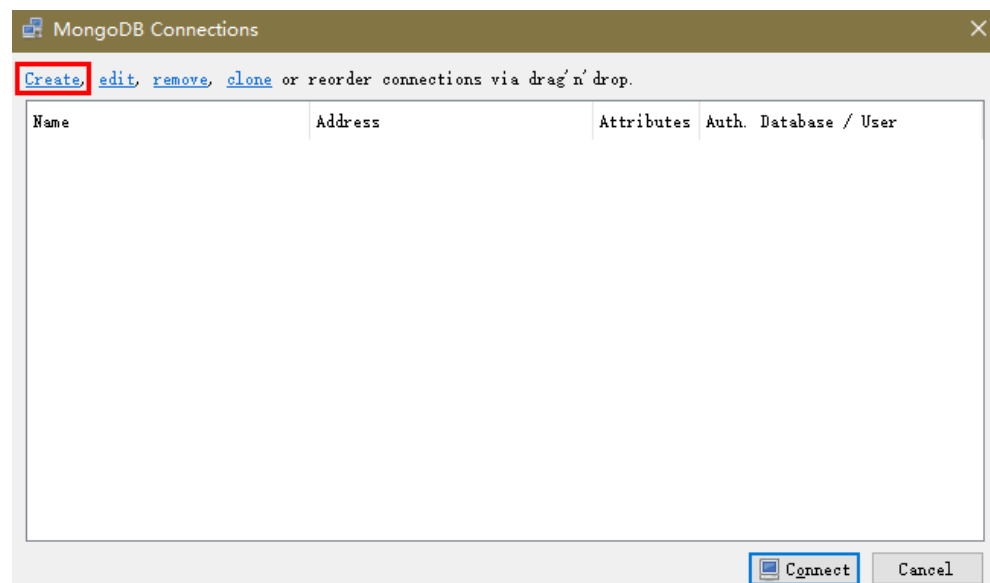 MongoDB Connections
Create, edit, remove, clone or reorder connections via drag'n'drop.
Name Address Attributes Auth. Database / User
Connect Cancel